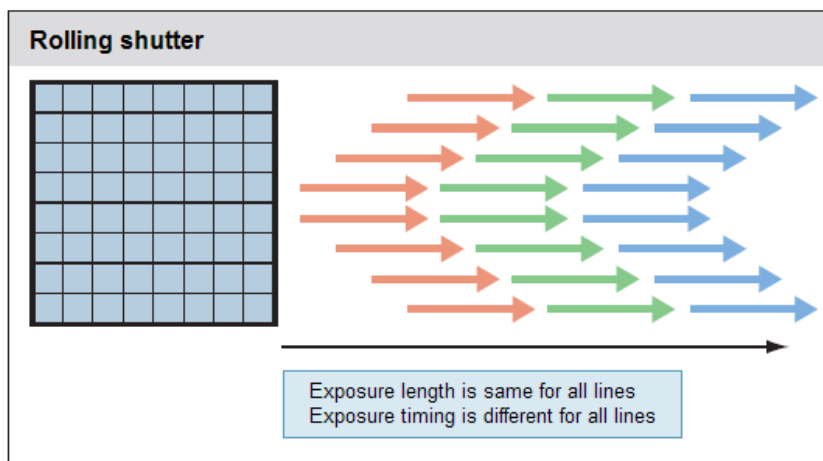 Rolling shutter
Exposure length is same for all lines
Exposure timing is different for all lines